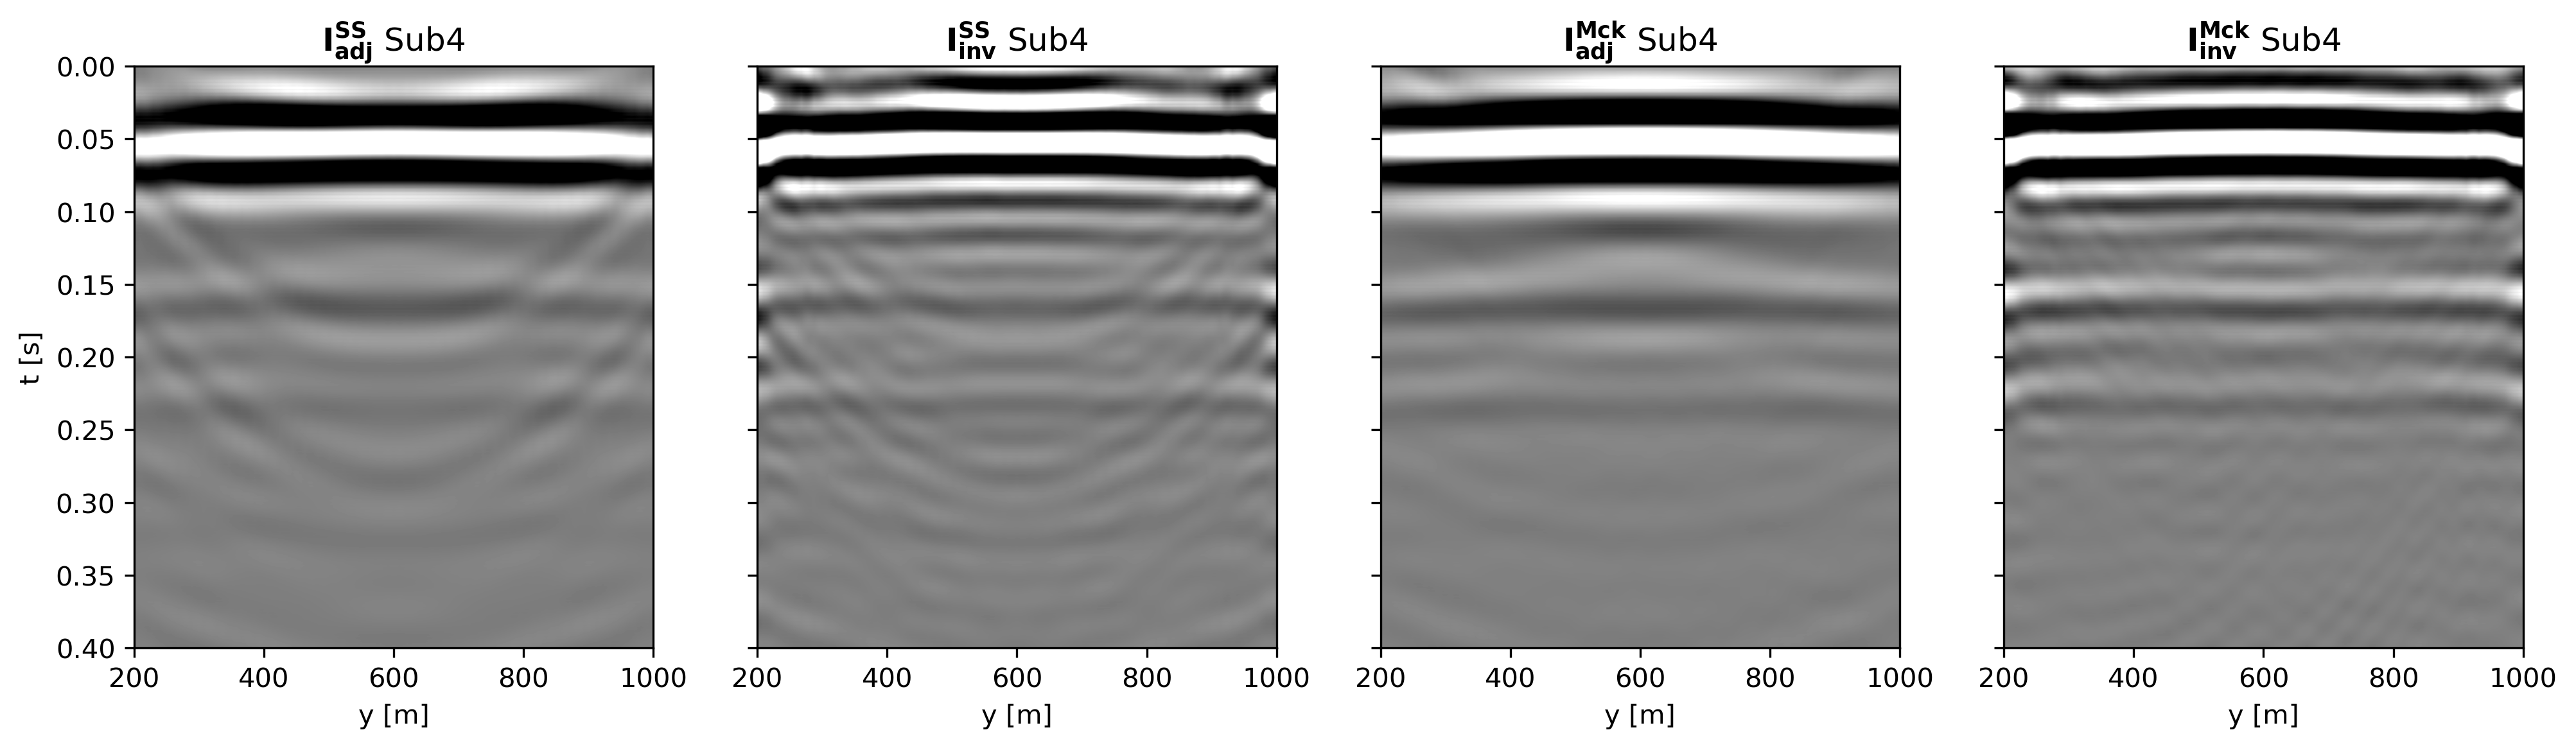 I^SS_adj Sub4
I^SS_inv Sub4
I^Mck_adj Sub4
I^Mck_inv Sub4
t [s]
0.00
0.05
0.10
0.15
0.20
0.25
0.30
0.35
0.40
200 400 600 800 1000
200 400 600 800 1000
200 400 600 800 1000
200 400 600 800 1000
y [m]
y [m]
y [m]
y [m]